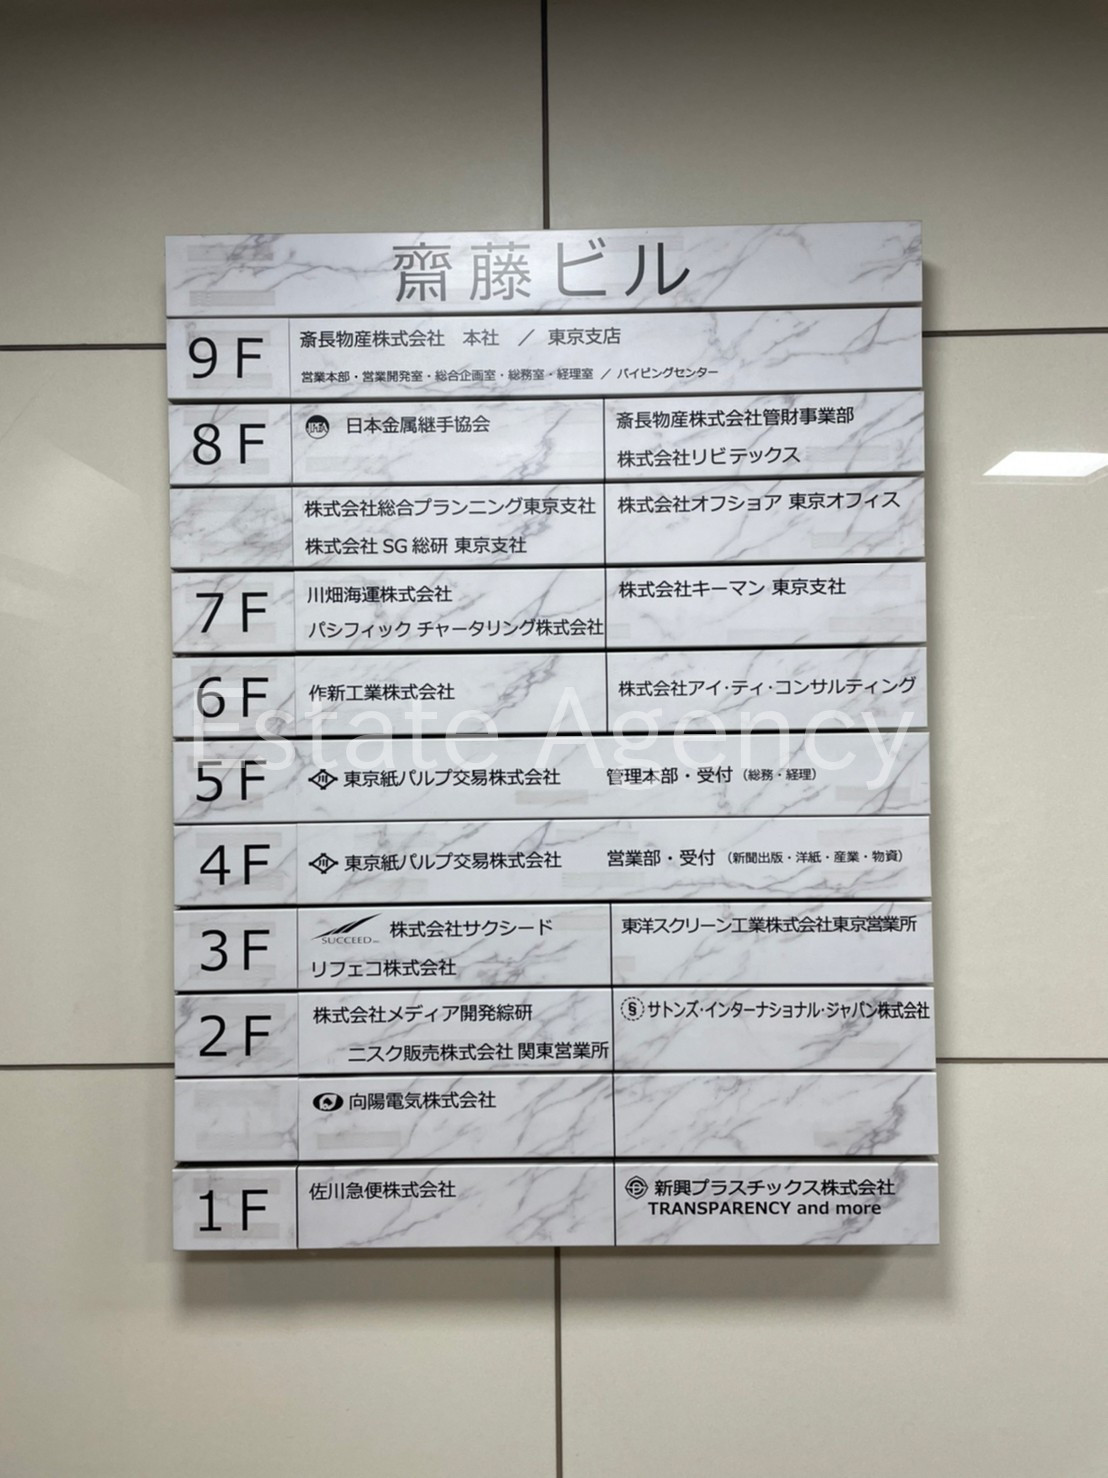 齋藤ビル
9F 斎長物産株式会社 本社 ／ 東京支店
営業本部・営業開発室・総合企画室・総務室・経理室 ／ パイピングセンター
8F 日本金属継手協会
斎長物産株式会社管財事業部
株式会社リビテックス
株式会社総合プランニング東京支社
株式会社SG総研 東京支社
株式会社オフショア 東京オフィス
7F 川畑海運株式会社
パシフィック チャータリング株式会社
株式会社キーマン 東京支社
6F 作新工業株式会社
株式会社アイ・ティ・コンサルティング
Estate Agency
5F 東京紙パルプ交易株式会社 管理本部・受付（総務・経理）
4F 東京紙パルプ交易株式会社 営業部・受付（新聞出版・洋紙・産業・物資）
3F SUCCEED INC. 株式会社サクシード
リフェコ株式会社
東洋スクリーン工業株式会社東京営業所
2F 株式会社メディア開発綜研
ニスク販売株式会社 関東営業所
サトンズ・インターナショナル・ジャパン株式会社
向陽電気株式会社
1F 佐川急便株式会社
新興プラスチックス株式会社
TRANSPARENCY and more